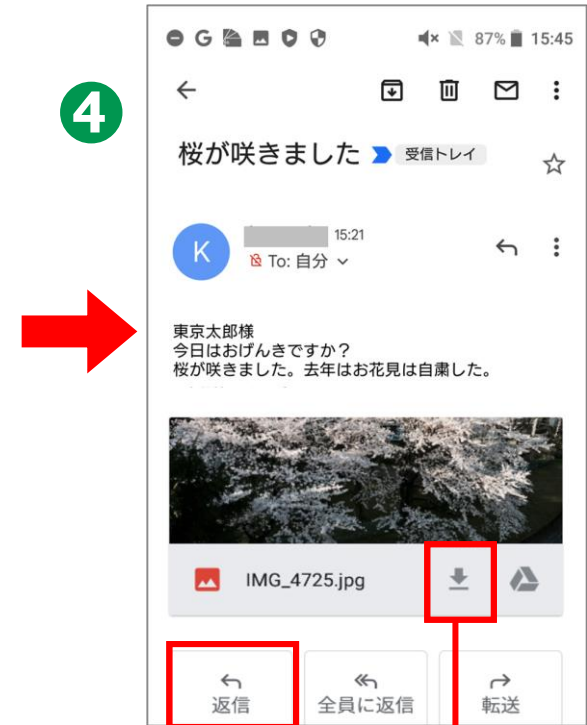 4
G 87% 15:45
桜が咲きました 受信トレイ
K 15:21
To: 自分
東京太郎様
今日はおげんきですか?
桜が咲きました。去年はお花見は自粛した。
IMG_4725.jpg
返信 全員に返信 転送